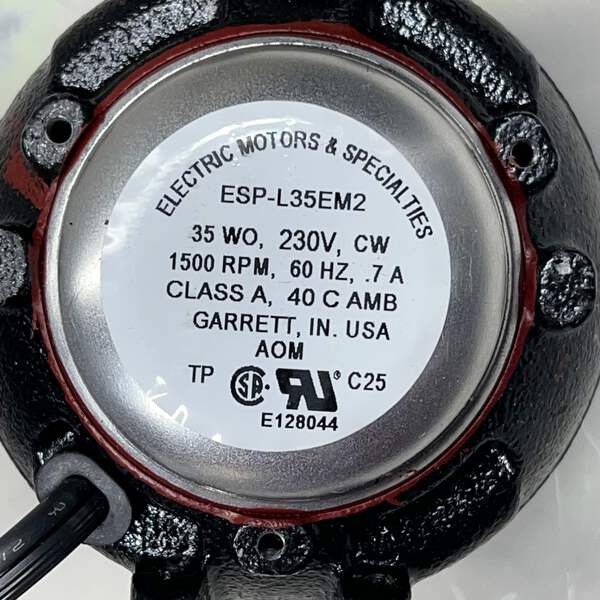 ELECTRIC MOTORS & SPECIALTIES
ESP-L35EM2
35 WO, 230V, CW
1500 RPM, 60 HZ, .7 A
CLASS A, 40 C AMB
GARRETT, IN. USA
AOM
TP SA ® C25
E128044